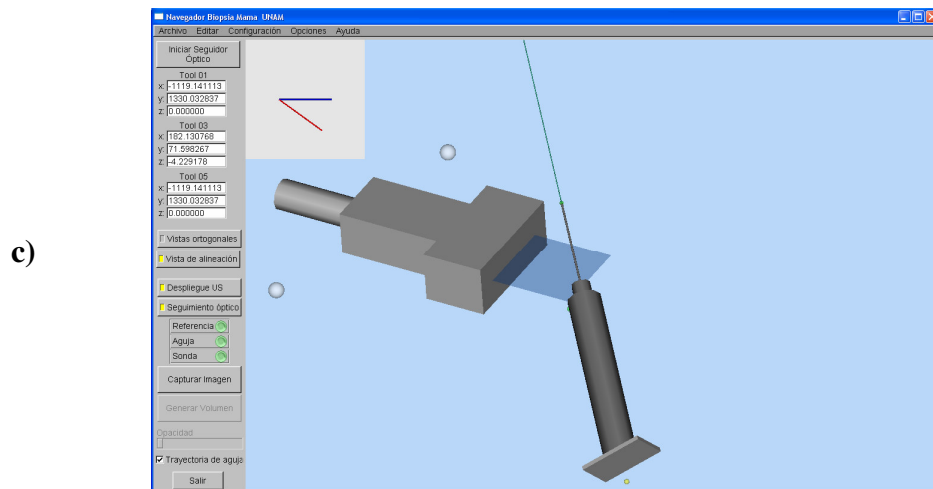 Navegador Biopsia Mama UNAM
Archivo Editar Configuración Opciones Ayuda
Iniciar Seguidor
Óptico
Tool 01
x: -1119.141113
y: 1330.032837
z: 0.000000
Tool 03
x: 182.130768
y: 71.598267
z: -4.229178
Tool 05
x: -1119.141113
y: 1330.032837
z: 0.000000
c)
Vistas ortogonales
Vista de alineación
Despliegue US
Seguimiento óptico
Referencia
Aguja
Sonda
Capturar Imagen
Generar Volumen
Opacidad
Trayectoria de aguja
Salir